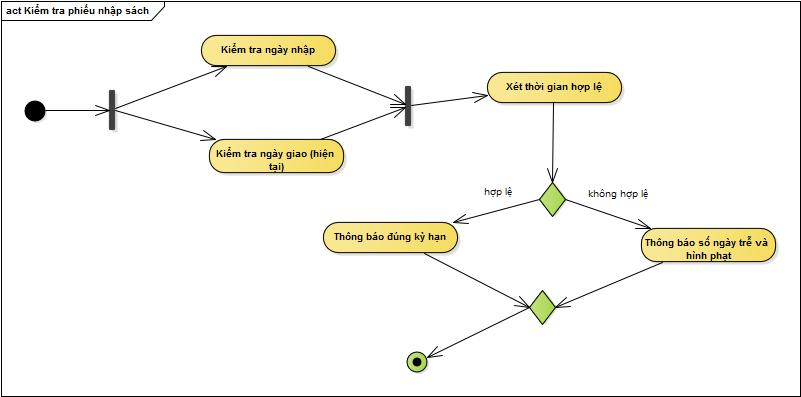 act Kiểm tra phiếu nhập sách
Kiểm tra ngày nhập
Xét thời gian hợp lệ
Kiểm tra ngày giao (hiện
tại)
hợp lệ
không hợp lệ
Thông báo đúng kỳ hạn
Thông báo số ngày trễ và
hình phạt